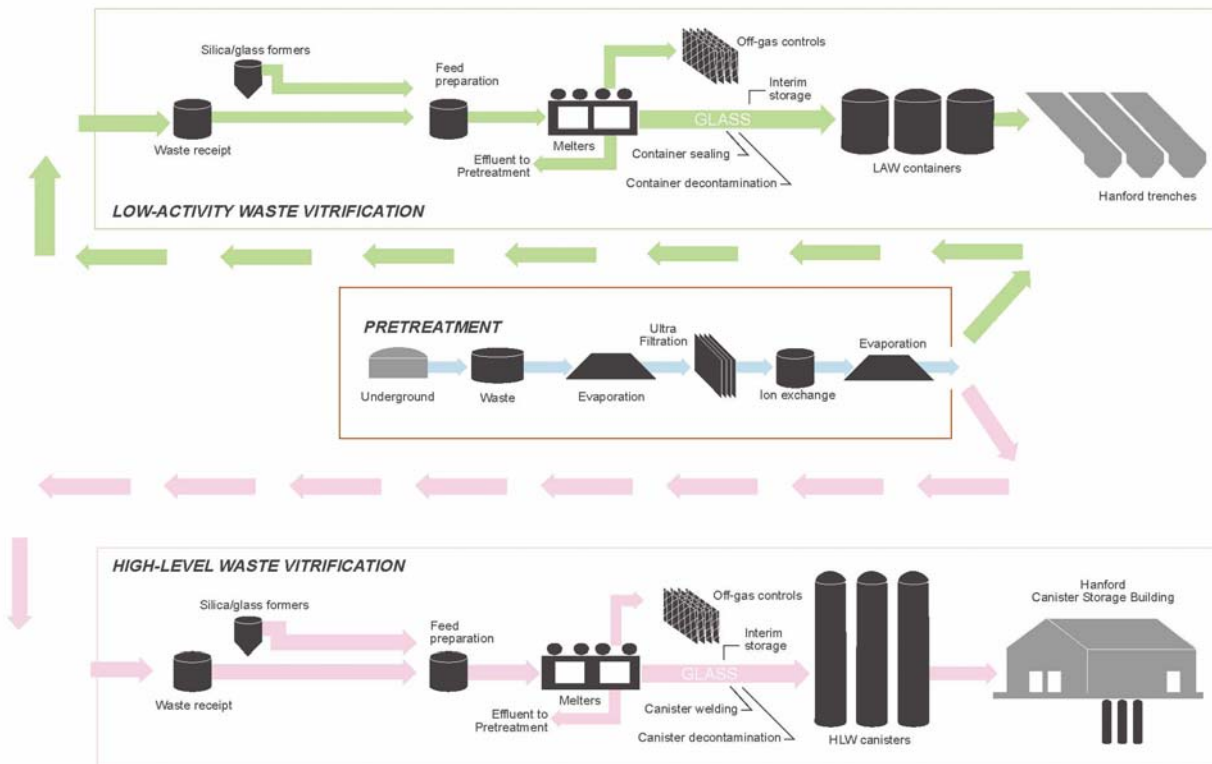 Silica/glass formers
Feed
preparation
Off-gas controls
Interim
storage
GLASS
Waste receipt
Melters
Effluent to
Pretreatment
Container sealing
Container decontamination
LAW containers
Hanford trenches
LOW-ACTIVITY WASTE VITRIFICATION
PRETREATMENT
Ultra
Filtration
Evaporation
Underground
Waste
Evaporation
Ion exchange
HIGH-LEVEL WASTE VITRIFICATION
Silica/glass formers
Feed
preparation
Off-gas controls
Interim
storage
Hanford
Canister Storage Building
GLASS
Waste receipt
Melters
Effluent to
Pretreatment
Canister welding
Canister decontamination
HLW canisters